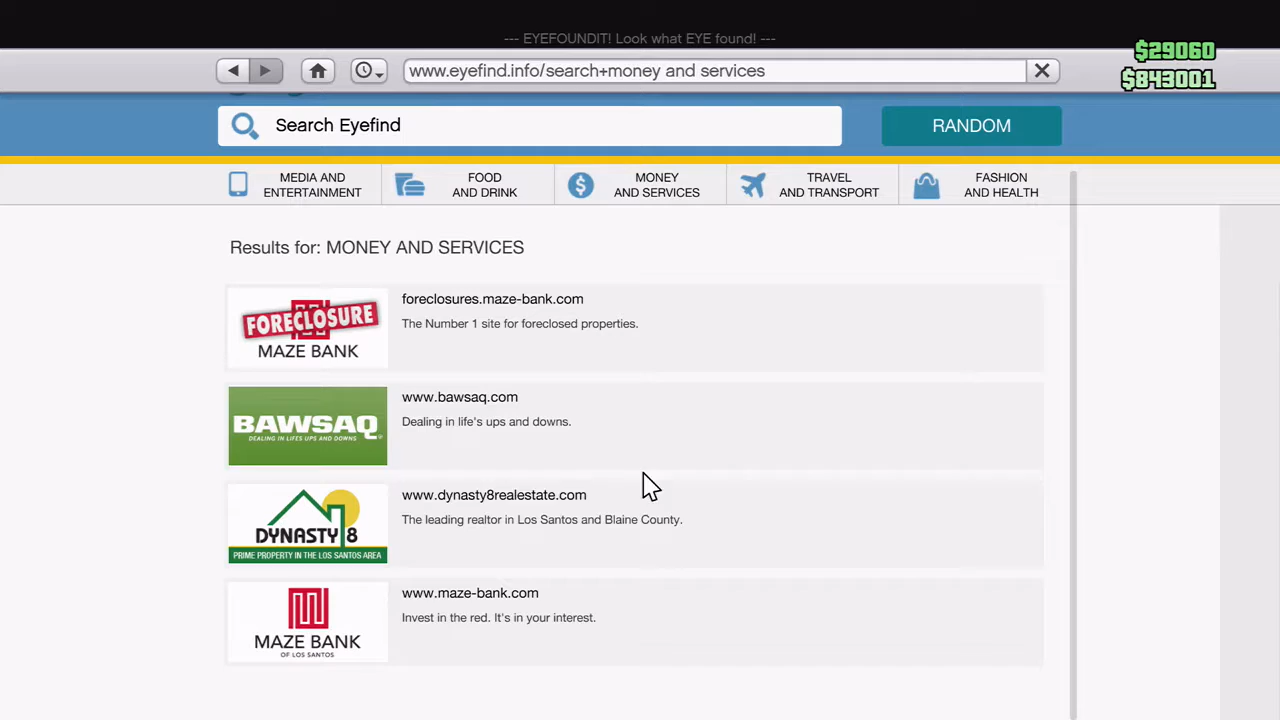 --- EYEFOUNDIT! Look what EYE found! ---
$29060
www.eyefind.info/search+money and services
$843001
Search Eyefind
RANDOM
MEDIA AND
ENTERTAINMENT
FOOD
AND DRINK
MONEY
AND SERVICES
TRAVEL
AND TRANSPORT
FASHION
AND HEALTH
Results for: MONEY AND SERVICES
FORECLOSURE
MAZE BANK
foreclosures.maze-bank.com
The Number 1 site for foreclosed properties.
BAWSAQ
DEALING IN LIFES UPS AND DOWNS
www.bawsaq.com
Dealing in life's ups and downs.
DYNASTY 8
PRIME PROPERTY IN THE LOS SANTOS AREA
www.dynasty8realestate.com
The leading realtor in Los Santos and Blaine County.
MAZE BANK
OF LOS SANTOS
www.maze-bank.com
Invest in the red. It's in your interest.